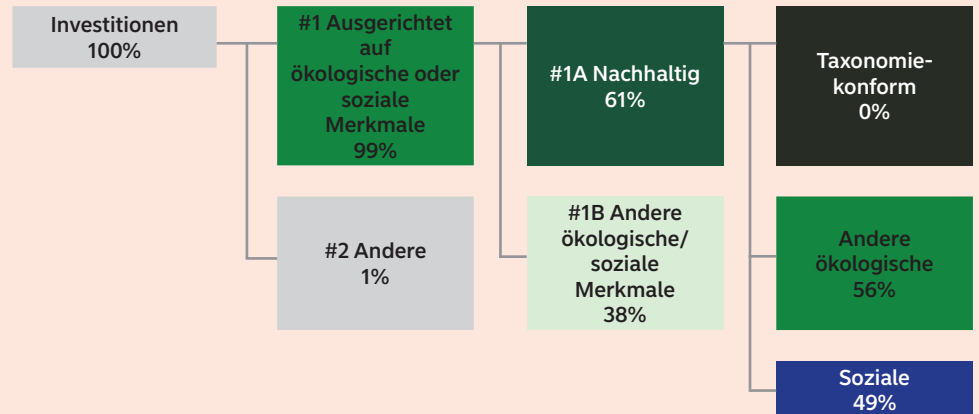 Investitionen
100%
#1 Ausgerichtet
auf
ökologische oder
soziale
Merkmale
99%
#2 Andere
1%
#1A Nachhaltig
61%
#1B Andere
ökologische/
soziale
Merkmale
38%
Taxonomie-
konform
0%
Andere
ökologische
56%
Soziale
49%